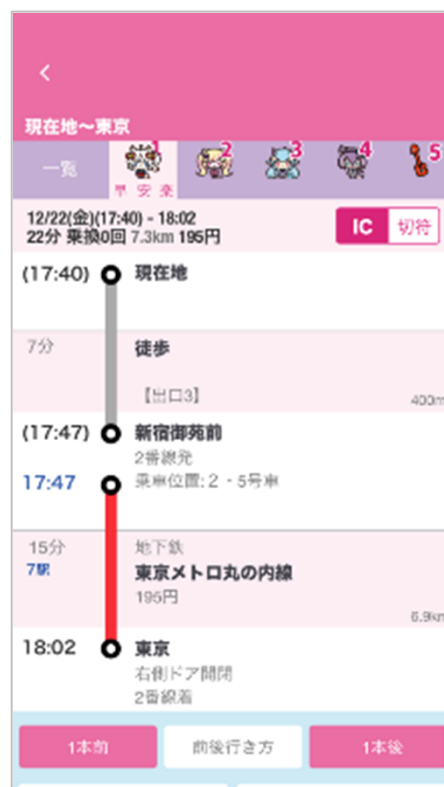 現在地〜東京
一覧
1
2
3
4
5
早 安 楽
12/22(金)(17:40) - 18:02
22分 乗換0回 7.3km 195円
IC
切符
(17:40)
現在地
7分
徒歩
【出口3】
400m
(17:47)
新宿御苑前
2番線発
17:47
乗車位置:2・5号車
15分
地下鉄
7駅
東京メトロ丸の内線
195円
6.9km
18:02
東京
右側ドア開閉
2番線着
1本前
前後行き方
1本後